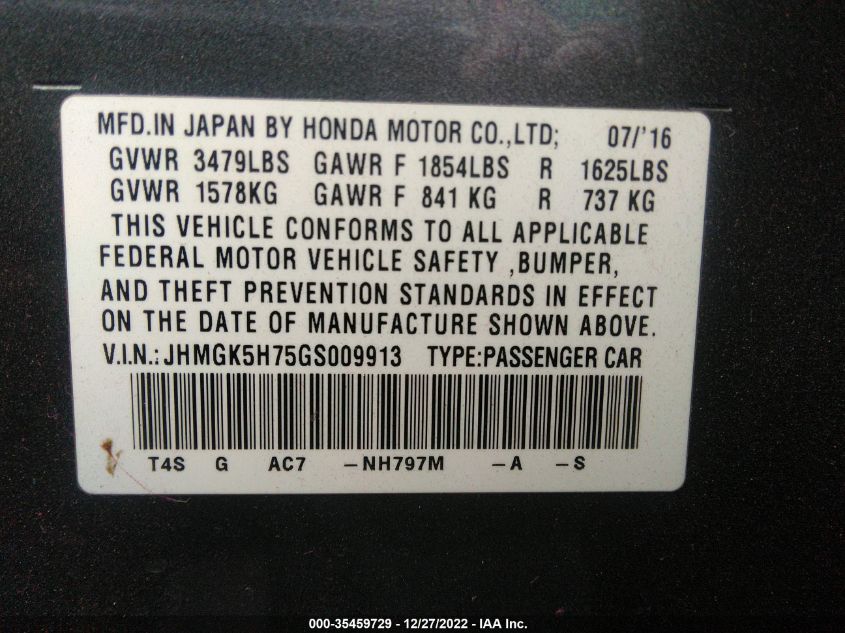 MFD.IN JAPAN BY HONDA MOTOR CO.,LTD; 07/'16
GVWR 3479LBS GAWR F 1854LBS R 1625LBS
GVWR 1578KG GAWR F 841 KG R 737 KG
THIS VEHICLE CONFORMS TO ALL APPLICABLE
FEDERAL MOTOR VEHICLE SAFETY ,BUMPER,
AND THEFT PREVENTION STANDARDS IN EFFECT
ON THE DATE OF MANUFACTURE SHOWN ABOVE.
V.I.N.: JHMGK5H75GS009913 TYPE:PASSENGER CAR
T4S G AC7 -NH797M -A -S
000-35459729 - 12/27/2022 - IAA Inc.